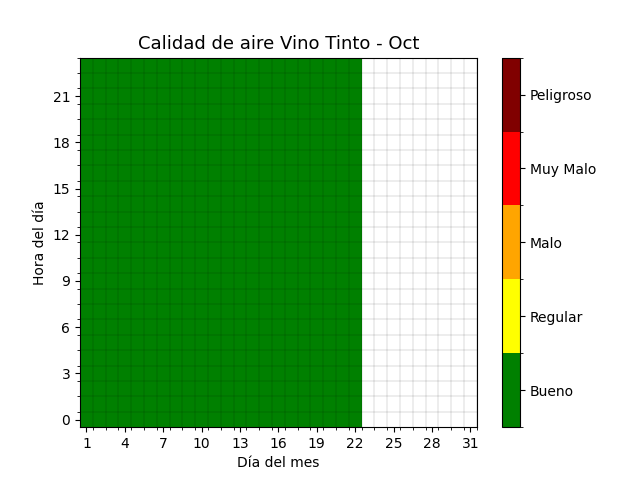 Calidad de aire Vino Tinto - Oct
Hora del día
21
18
15
12
9
6
3
0
1 4 7 10 13 16 19 22 25 28 31
Día del mes
Peligroso
Muy Malo
Malo
Regular
Bueno